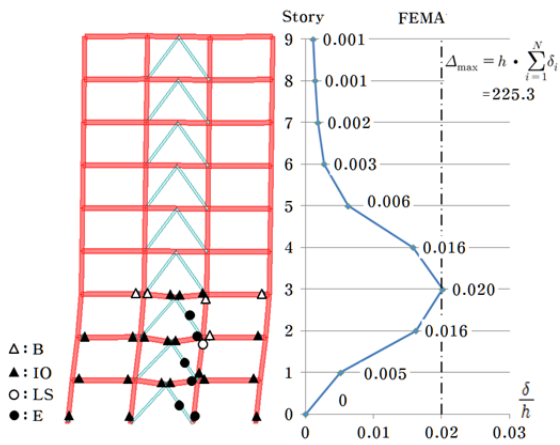 Story
FEMA
9
0.001
8
0.001
7
0.002
6
0.003
5
0.006
4
0.016
3
0.020
2
0.016
1
0.005
0
0
0 0.01 0.02 0.03
δ/h
Δmax = h • ∑ᵢ₌₁ᴺ δᵢ
=225.3
△ : B
▲ : IO
○ : LS
● : E